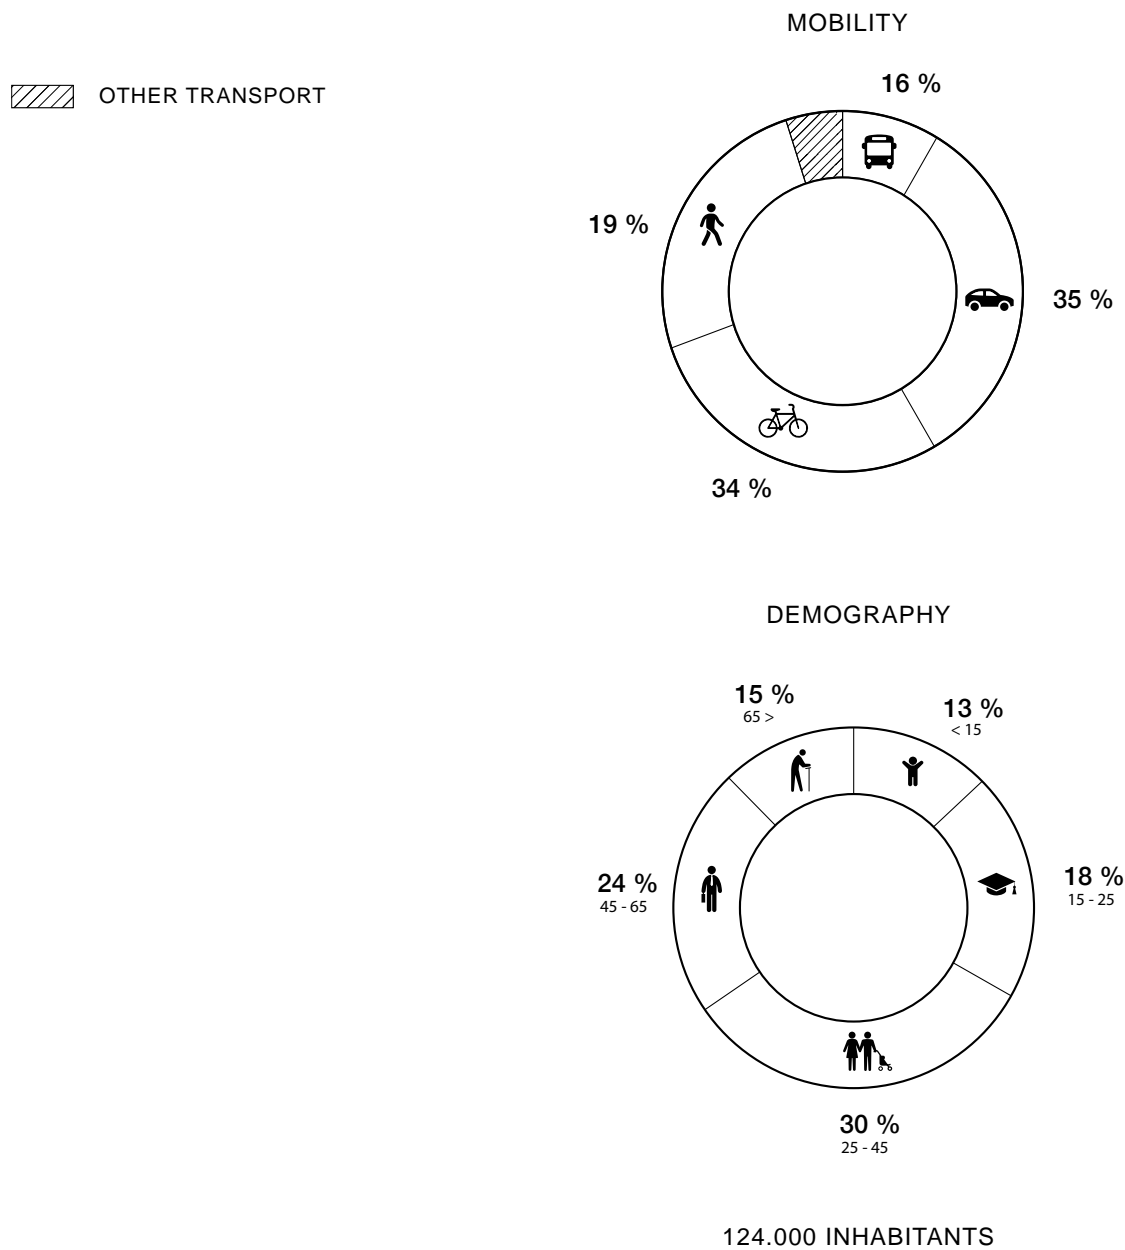 MOBILITY
OTHER TRANSPORT
16 %
19 %
35 %
34 %
DEMOGRAPHY
15 %
65 >
13 %
< 15
24 %
45 - 65
18 %
15 - 25
30 %
25 - 45
124.000 INHABITANTS